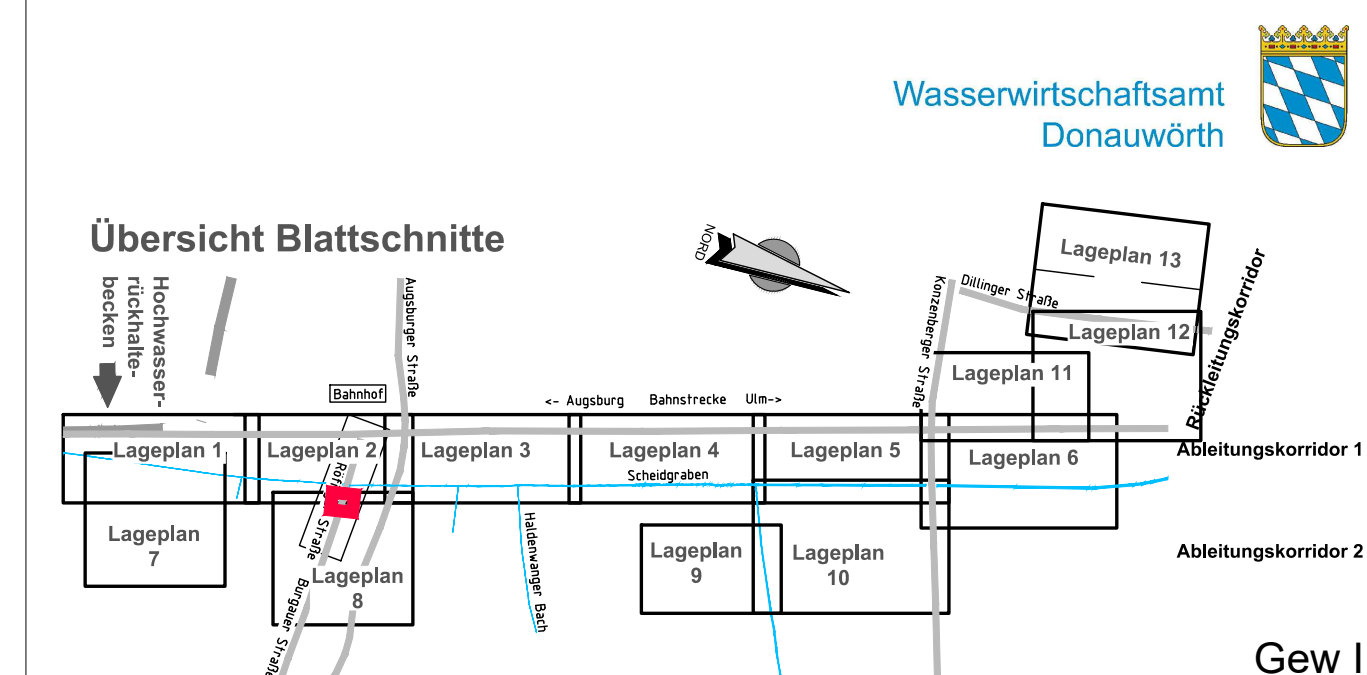 Wasserwirtschaftsamt
Donauwörth
Übersicht Blattschnitte
NORD
Hochwasser-
rückhalte-
becken
Augsburger Straße
Konzenberger Straße
Dillinger Straße
Lageplan 13
Lageplan 12
Rückleitungskorridor
Lageplan 11
Bahnhof
<- Augsburg Bahnstrecke Ulm->
Lageplan 1
Lageplan 2
Lageplan 3
Lageplan 4
Lageplan 5
Lageplan 6
Ableitungskorridor 1
Scheidgraben
Straße
Haldenwanger Bach
Lageplan
7
Lageplan
8
Lageplan
9
Lageplan
10
Ableitungskorridor 2
Burgauer Straße
Gew I